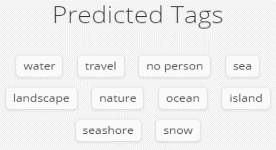 Predicted Tags
water travel no person sea
landscape nature ocean island
seashore snow